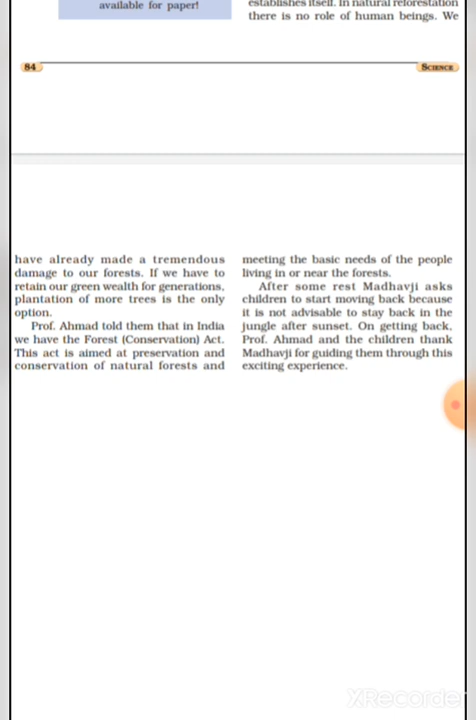 available for paper!
establishes itself. In natural reforestation
there is no role of human beings. We
84
SCIENCE
have already made a tremendous
damage to our forests. If we have to
retain our green wealth for generations,
plantation of more trees is the only
option.
Prof. Ahmad told them that in India
we have the Forest (Conservation) Act.
This act is aimed at preservation and
conservation of natural forests and
meeting the basic needs of the people
living in or near the forests.
After some rest Madhavji asks
children to start moving back because
it is not advisable to stay back in the
jungle after sunset. On getting back,
Prof. Ahmad and the children thank
Madhavji for guiding them through this
exciting experience.
XRecorder